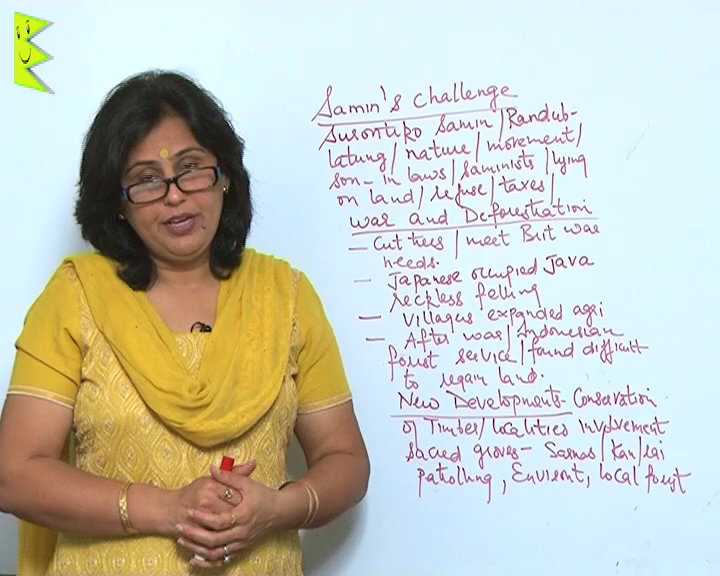 Samin's challenge
Surontiko Samin/Randub-
latung/nature/movement/
son-in laws/Saminists/lying
on land/refuse/taxes/
War and Deforestation
- Cut trees/meet Brit war
needs.
- Japanese occupied Java
reckless felling
- Villages expanded agri
- After war/Indonesian
forest service/found difficult
to regain land.
New Developments- Conservation
of Timber/localities involvement
Sacred groves- Sarnas/Kan/rai
patrolling, Envisont, local forest